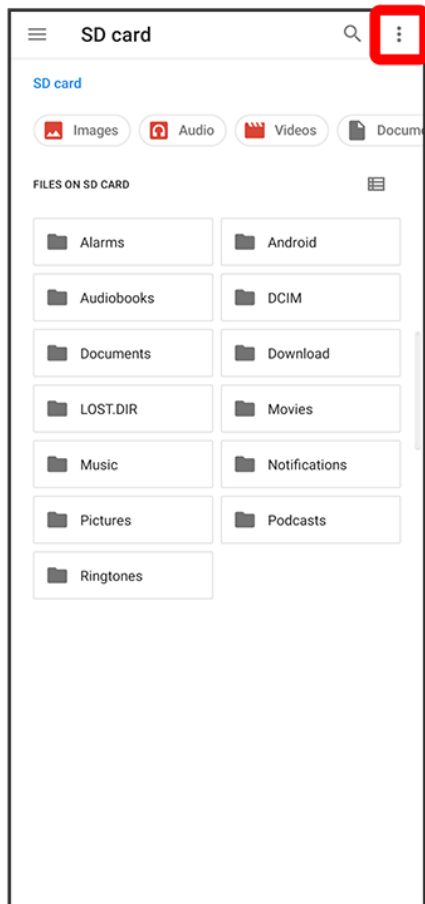 SD card
SD card
Images Audio Videos Docum
FILES ON SD CARD
Alarms Android
Audiobooks DCIM
Documents Download
LOST.DIR Movies
Music Notifications
Pictures Podcasts
Ringtones